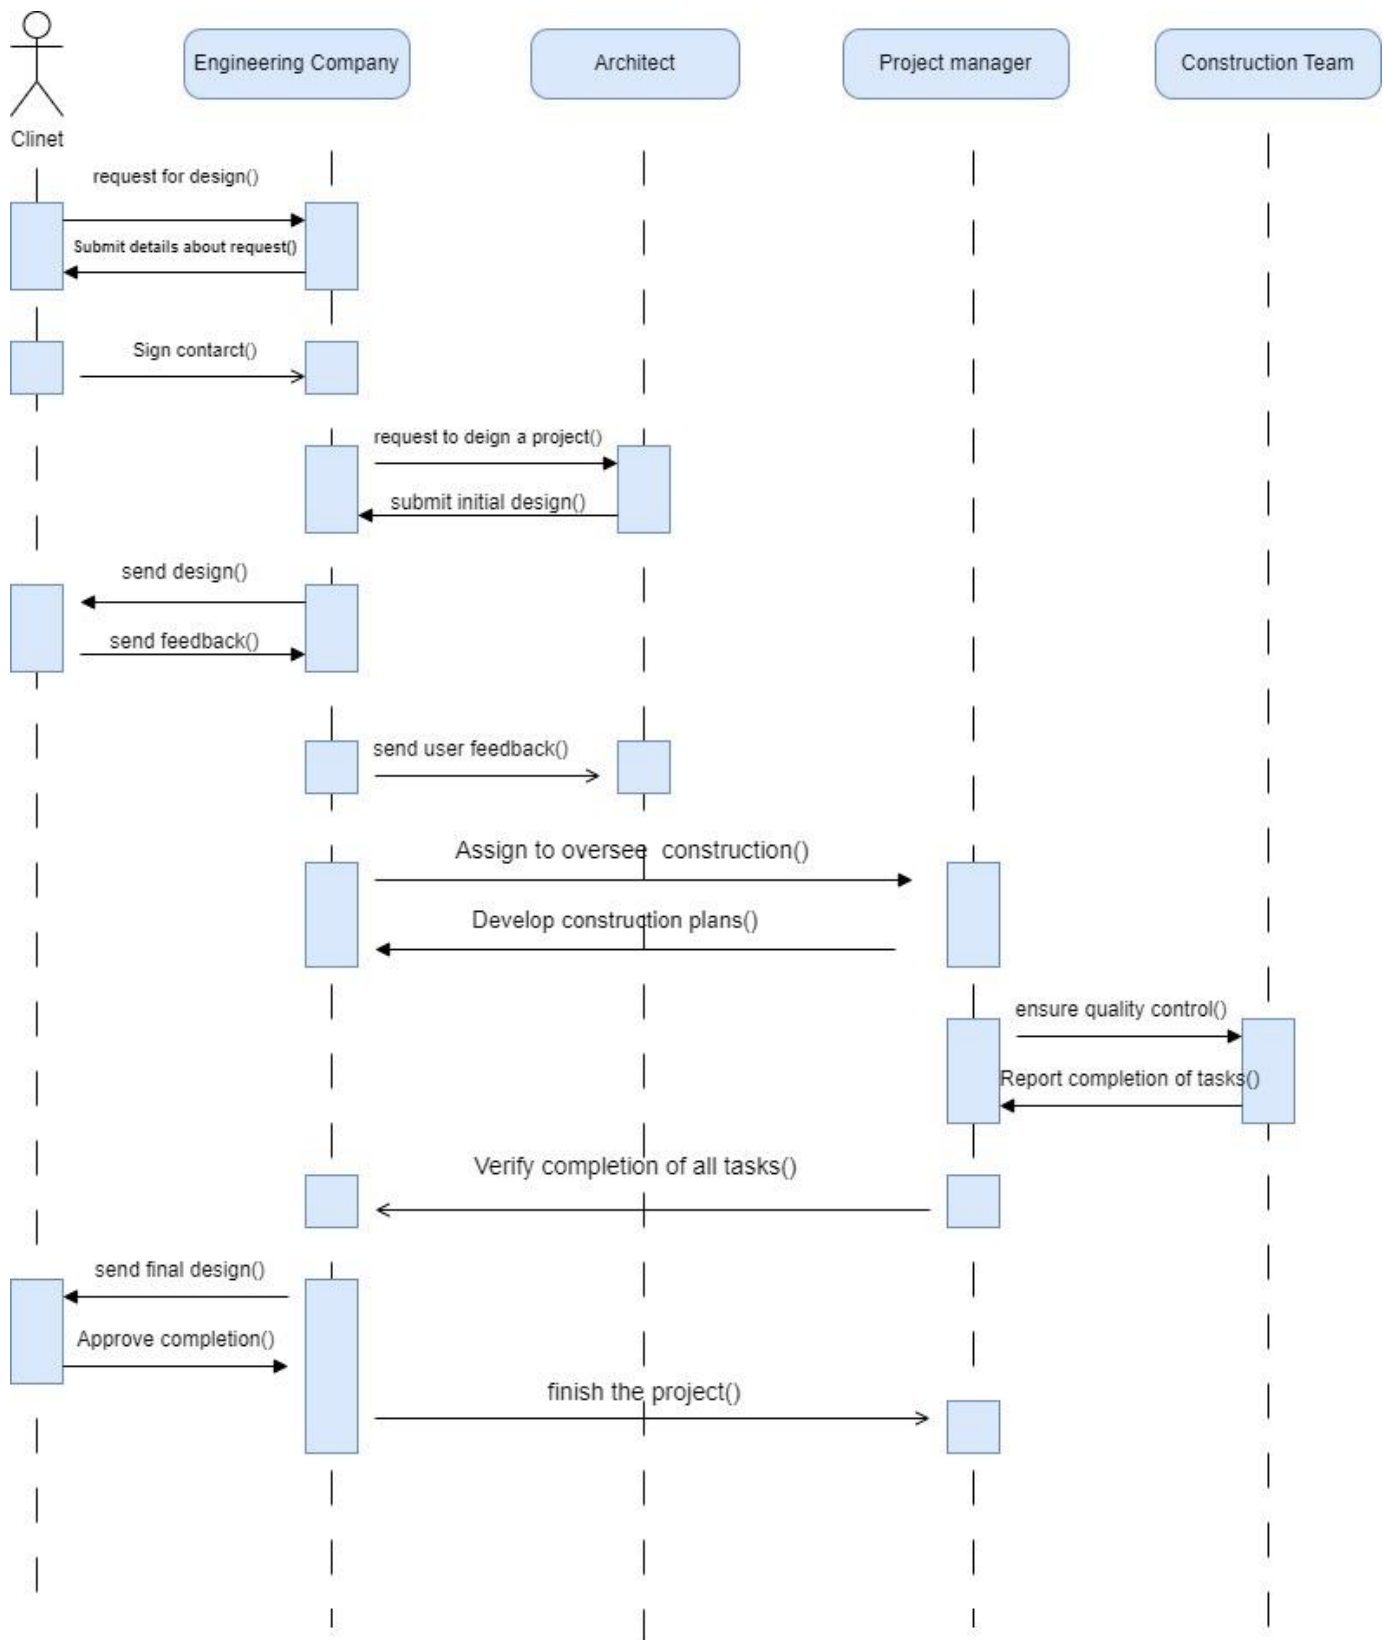 Engineering Company
Architect
Project manager
Construction Team
Clinet
request for design()
Submit details about request()
Sign contarct()
request to deign a project()
submit initial design()
send design()
send feedback()
send user feedback()
Assign to oversee  construction()
Develop construction plans()
ensure quality control()
Report completion of tasks()
Verify completion of all tasks()
send final design()
Approve completion()
finish the project()